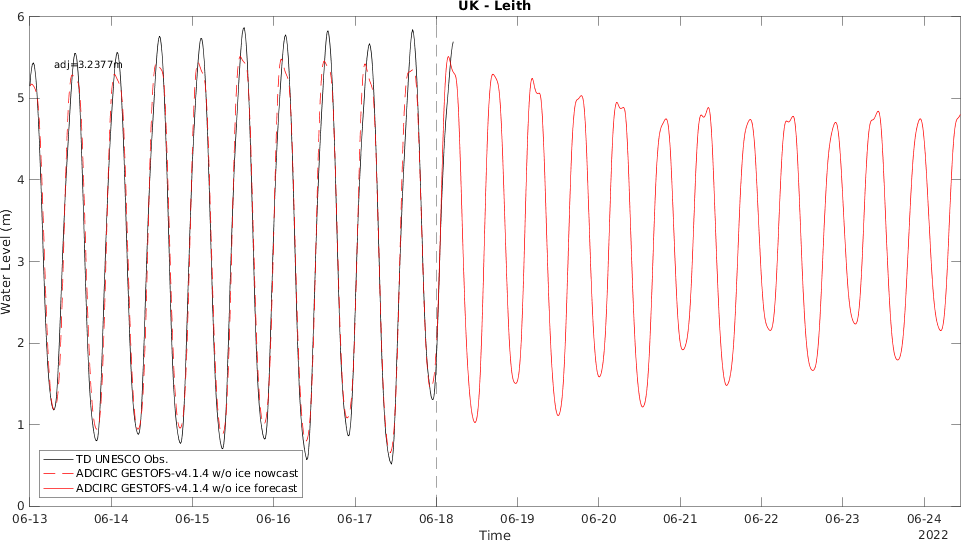 UK - Leith
6
adj=3.2377m
5
4
3
2
1
0
Water Level (m)
TD UNESCO Obs.
ADCIRC GESTOFS-v4.1.4 w/o ice nowcast
ADCIRC GESTOFS-v4.1.4 w/o ice forecast
06-13 06-14 06-15 06-16 06-17 06-18 06-19 06-20 06-21 06-22 06-23 06-24
Time
2022